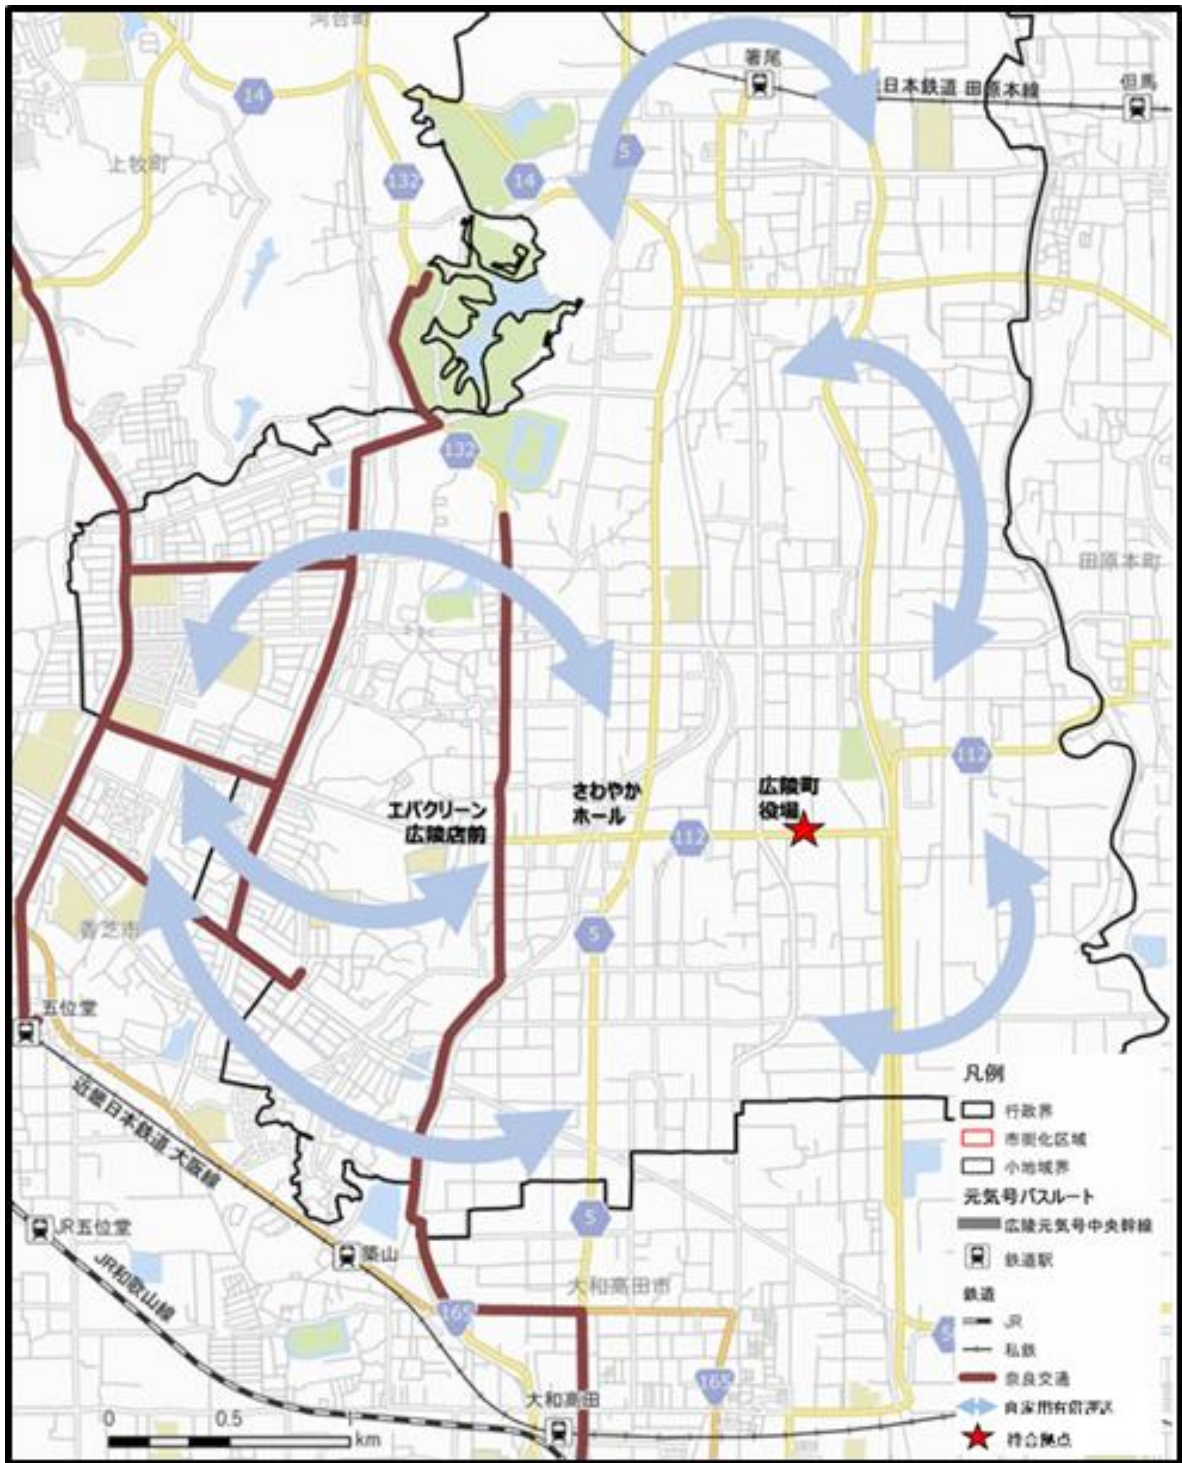 河合町
箸尾
日本鉄道 田原本線
但馬
14
上牧町
132
14
5
132
田原本町
112
エバグリーン
広陵店前
さわやか
ホール
広陵町
役場
112
香芝市
5
五位堂
近畿日本鉄道 大阪線
JR五位堂
JR和歌山線
築山
5
大和高田市
165
165
大和高田
0
0.5
1
km
凡例
行政界
市街化区域
小地域界
元気号バスルート
広陵元気号中央幹線
鉄道駅
鉄道
JR
私鉄
奈良交通
自家用有償運送
待合拠点